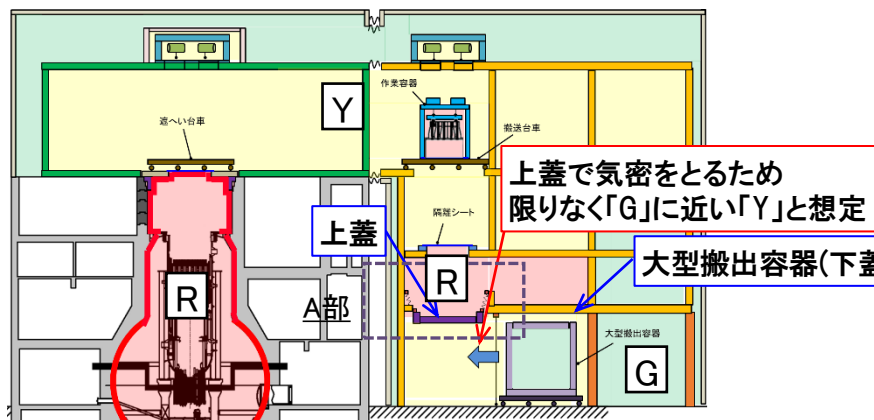 作業容器
Y
遮へい台車
搬送台車
上蓋で気密をとるため
限りなく「G」に近い「Y」と想定
隔離シート
上蓋
大型搬出容器(下蓋
R
R
A部
大型搬出容器
G